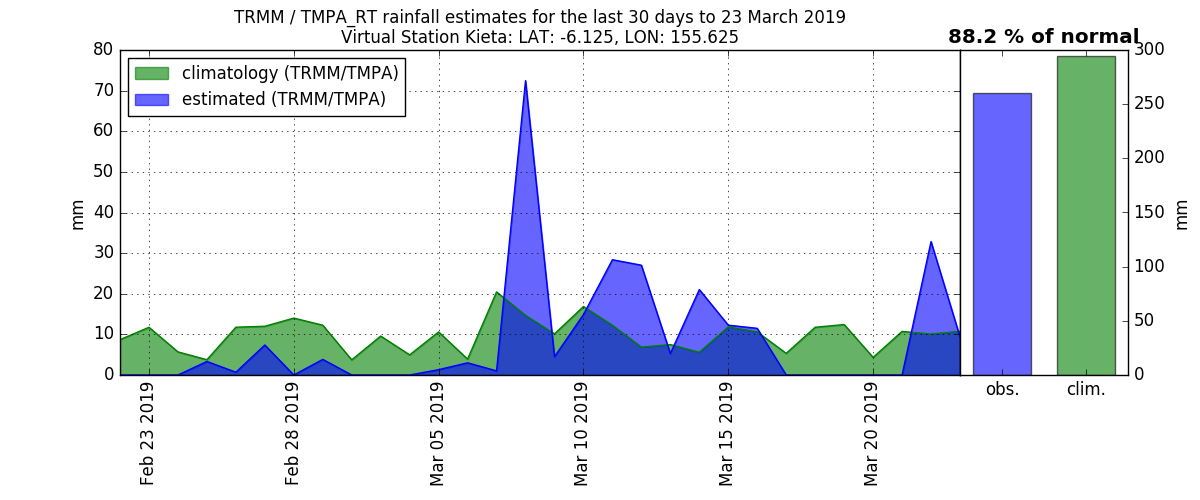 TRMM / TMPA_RT rainfall estimates for the last 30 days to 23 March 2019
Virtual Station Kieta: LAT: -6.125, LON: 155.625
88.2 % of normal
climatology (TRMM/TMPA)
estimated (TRMM/TMPA)
mm
80
70
60
50
40
30
20
10
0
Feb 23 2019
Feb 28 2019
Mar 05 2019
Mar 10 2019
Mar 15 2019
Mar 20 2019
obs.
clim.
300
250
200
150
100
50
0
mm